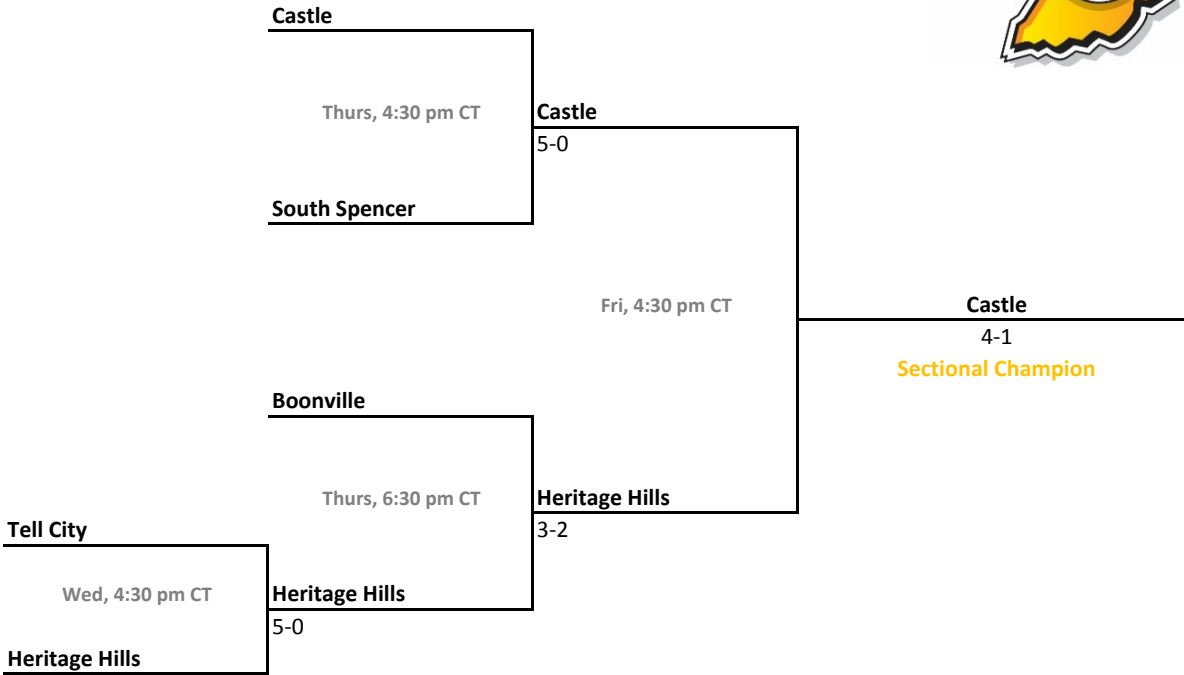 Castle
Thurs, 4:30 pm CT
Castle
5-0
South Spencer
Fri, 4:30 pm CT
Castle
4-1
Sectional Champion
Boonville
Thurs, 6:30 pm CT
Heritage Hills
3-2
Tell City
Wed, 4:30 pm CT
Heritage Hills
5-0
Heritage Hills